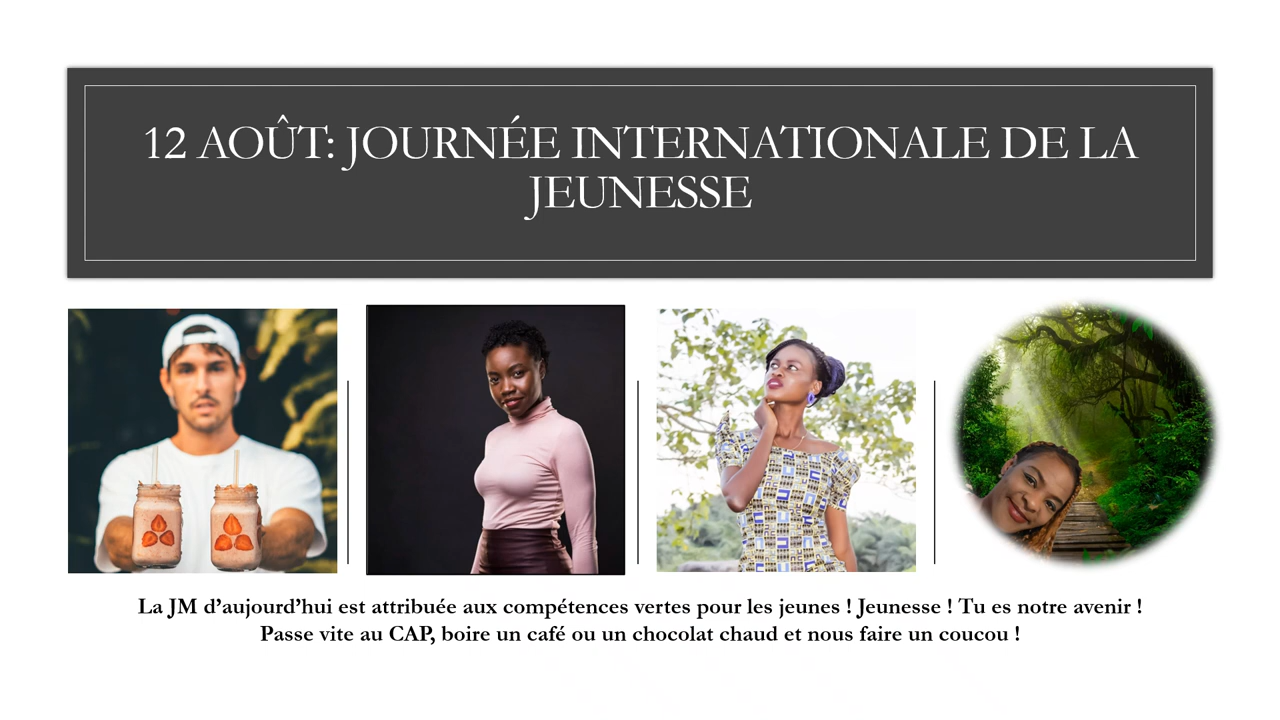 12 AOÛT: JOURNÉE INTERNATIONALE DE LA
JEUNESSE
La JM d’aujourd’hui est attribuée aux compétences vertes pour les jeunes ! Jeunesse ! Tu es notre avenir !
Passe vite au CAP, boire un café ou un chocolat chaud et nous faire un coucou !